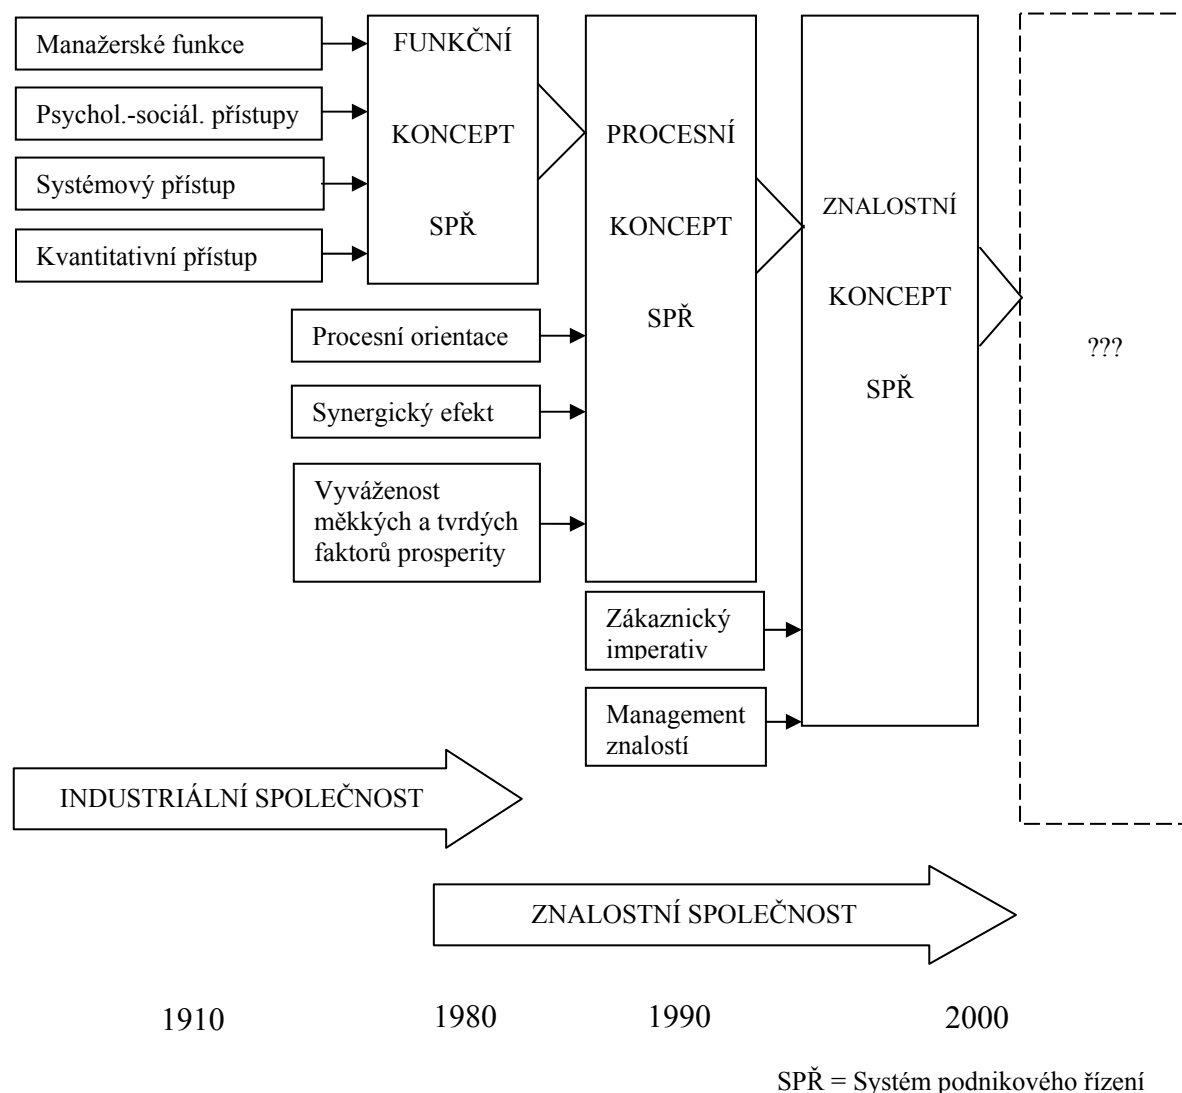 Manažerské funkce
Psychol.-sociál. přístupy
Systémový přístup
Kvantitativní přístup
FUNKČNÍ
KONCEPT
SPŘ
Procesní orientace
Synergický efekt
Vyváženost
měkkých a tvrdých
faktorů prosperity
PROCESNÍ
KONCEPT
SPŘ
Zákaznický
imperativ
Management
znalostí
ZNALOSTNÍ
KONCEPT
SPŘ
???
INDUSTRIÁLNÍ SPOLEČNOST
ZNALOSTNÍ SPOLEČNOST
1910
1980
1990
2000
SPŘ = Systém podnikového řízení